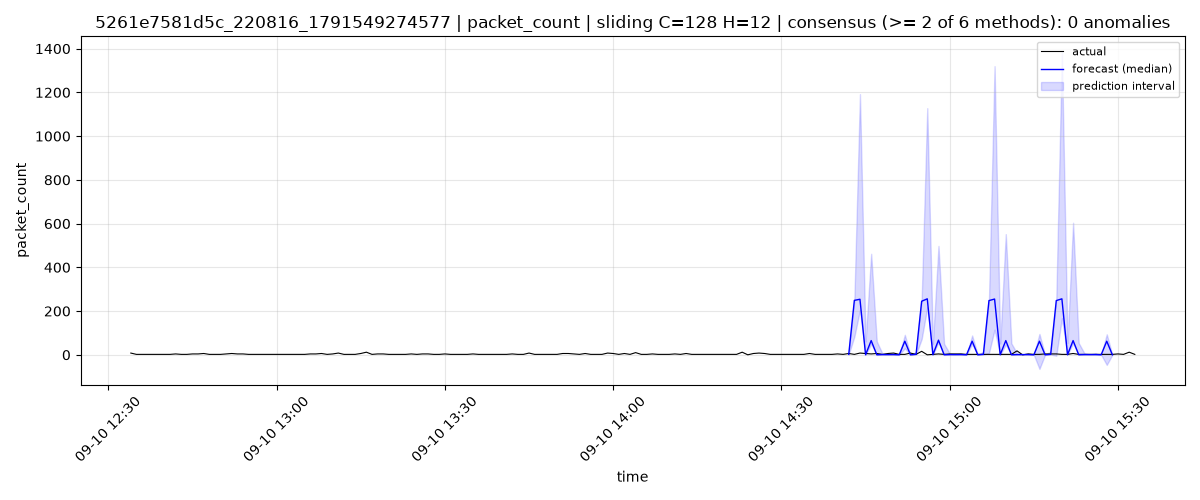 5261e7581d5c_220816_1791549274577 | packet_count | sliding C=128 H=12 | consensus (>= 2 of 6 methods): 0 anomalies
actual
forecast (median)
prediction interval
packet_count
1400
1200
1000
800
600
400
200
0
09-10 12:30
09-10 13:00
09-10 13:30
09-10 14:00
09-10 14:30
09-10 15:00
09-10 15:30
time